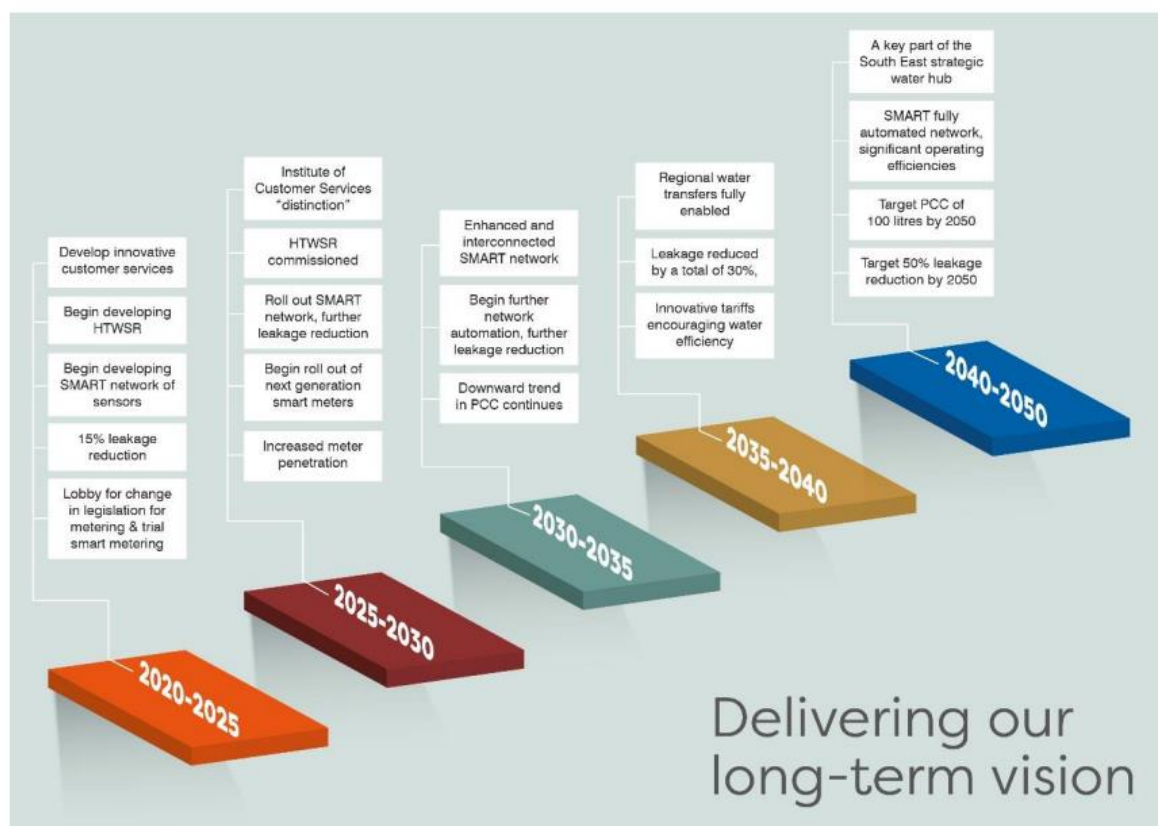 Develop innovative
customer services
Begin developing
HTWSR
Begin developing
SMART network of
sensors
15% leakage
reduction
Lobby for change
in legislation for
metering & trial
smart metering
2020-2025
Institute of
Customer Services
“distinction”
HTWSR
commissioned
Roll out SMART
network, further
leakage reduction
Begin roll out of
next generation
smart meters
Increased meter
penetration
2025-2030
Enhanced and
interconnected
SMART network
Begin further
network
automation, further
leakage reduction
Downward trend
in PCC continues
2030-2035
Regional water
transfers fully
enabled
Leakage reduced
by a total of 30%,
Innovative tariffs
encouraging water
efficiency
2035-2040
A key part of the
South East strategic
water hub
SMART fully
automated network,
significant operating
efficiencies
Target PCC of
100 litres by 2050
Target 50% leakage
reduction by 2050
2040-2050
Delivering our
long-term vision